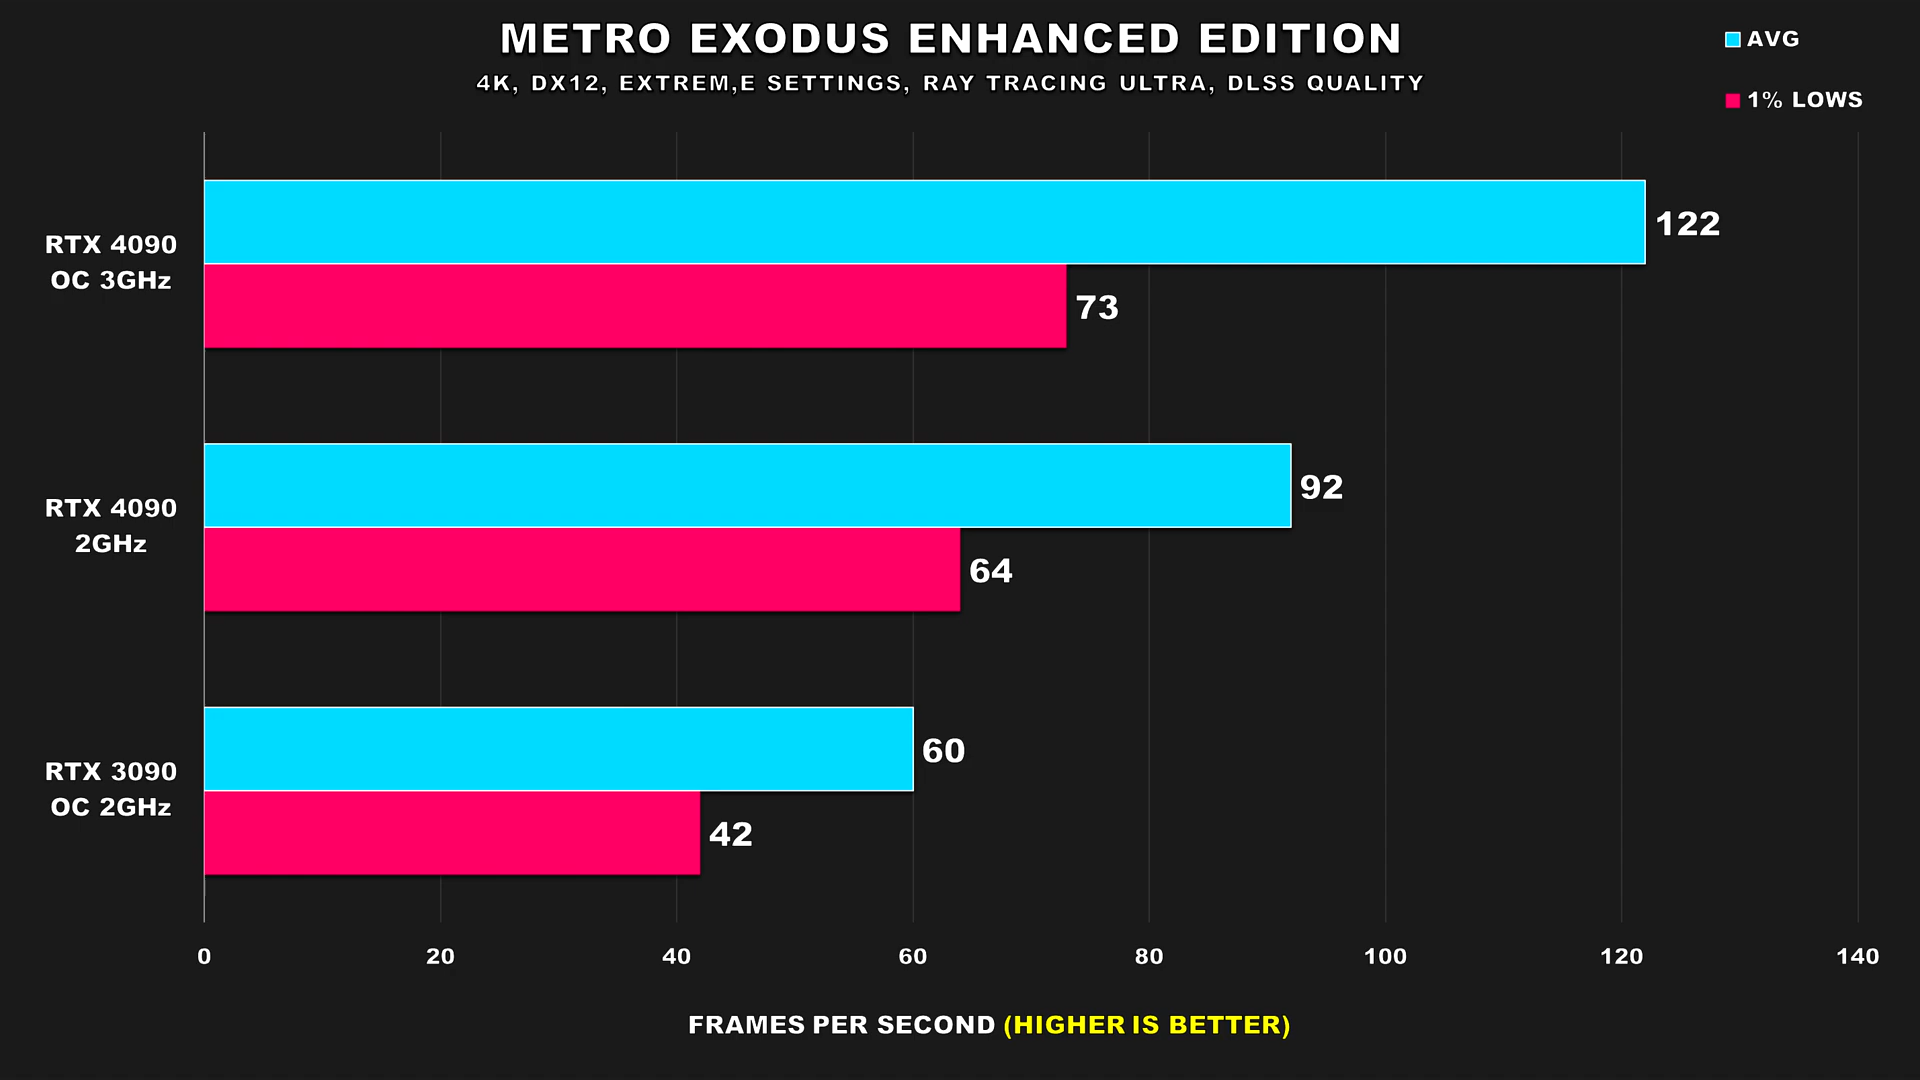 METRO EXODUS ENHANCED EDITION
4K, DX12, EXTREM,E SETTINGS, RAY TRACING ULTRA, DLSS QUALITY
AVG
1% LOWS
RTX 4090
OC 3GHz
122
73
RTX 4090
2GHz
92
64
RTX 3090
OC 2GHz
60
42
0 20 40 60 80 100 120 140
FRAMES PER SECOND (HIGHER IS BETTER)